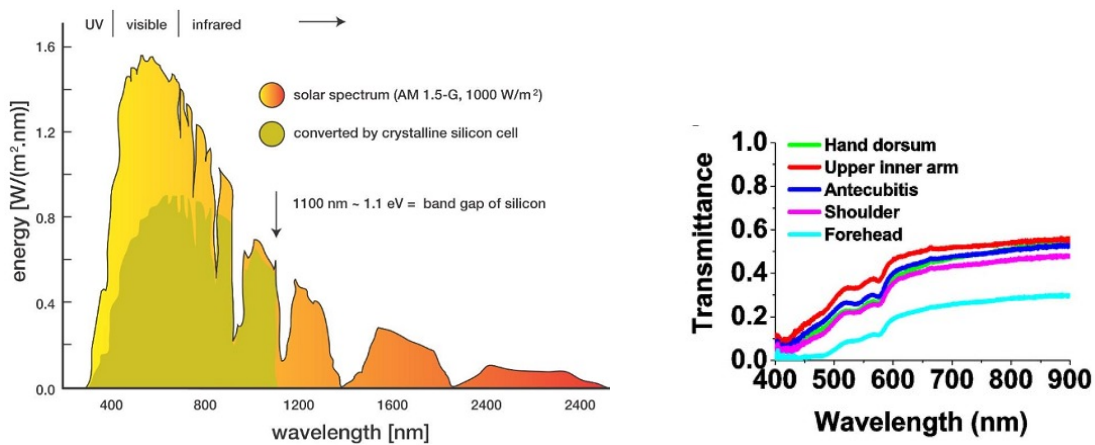 UV | visible | infrared
energy [W/(m².nm)]
1.6
1.2
0.8
0.4
0.0
solar spectrum (AM 1.5-G, 1000 W/m²)
converted by crystalline silicon cell
1100 nm ~ 1.1 eV = band gap of silicon
400 800 1200 1600 2400 2400
wavelength [nm]
Transmittance
1.0
0.8
0.6
0.4
0.2
0.0
Hand dorsum
Upper inner arm
Antecubitis
Shoulder
Forehead
400 500 600 700 800 900
Wavelength (nm)